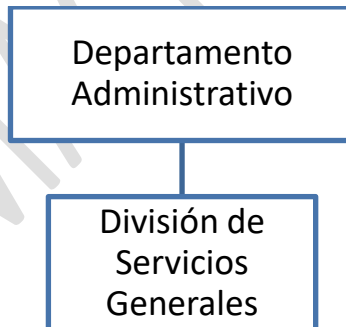 Departamento
Administrativo
División de
Servicios
Generales